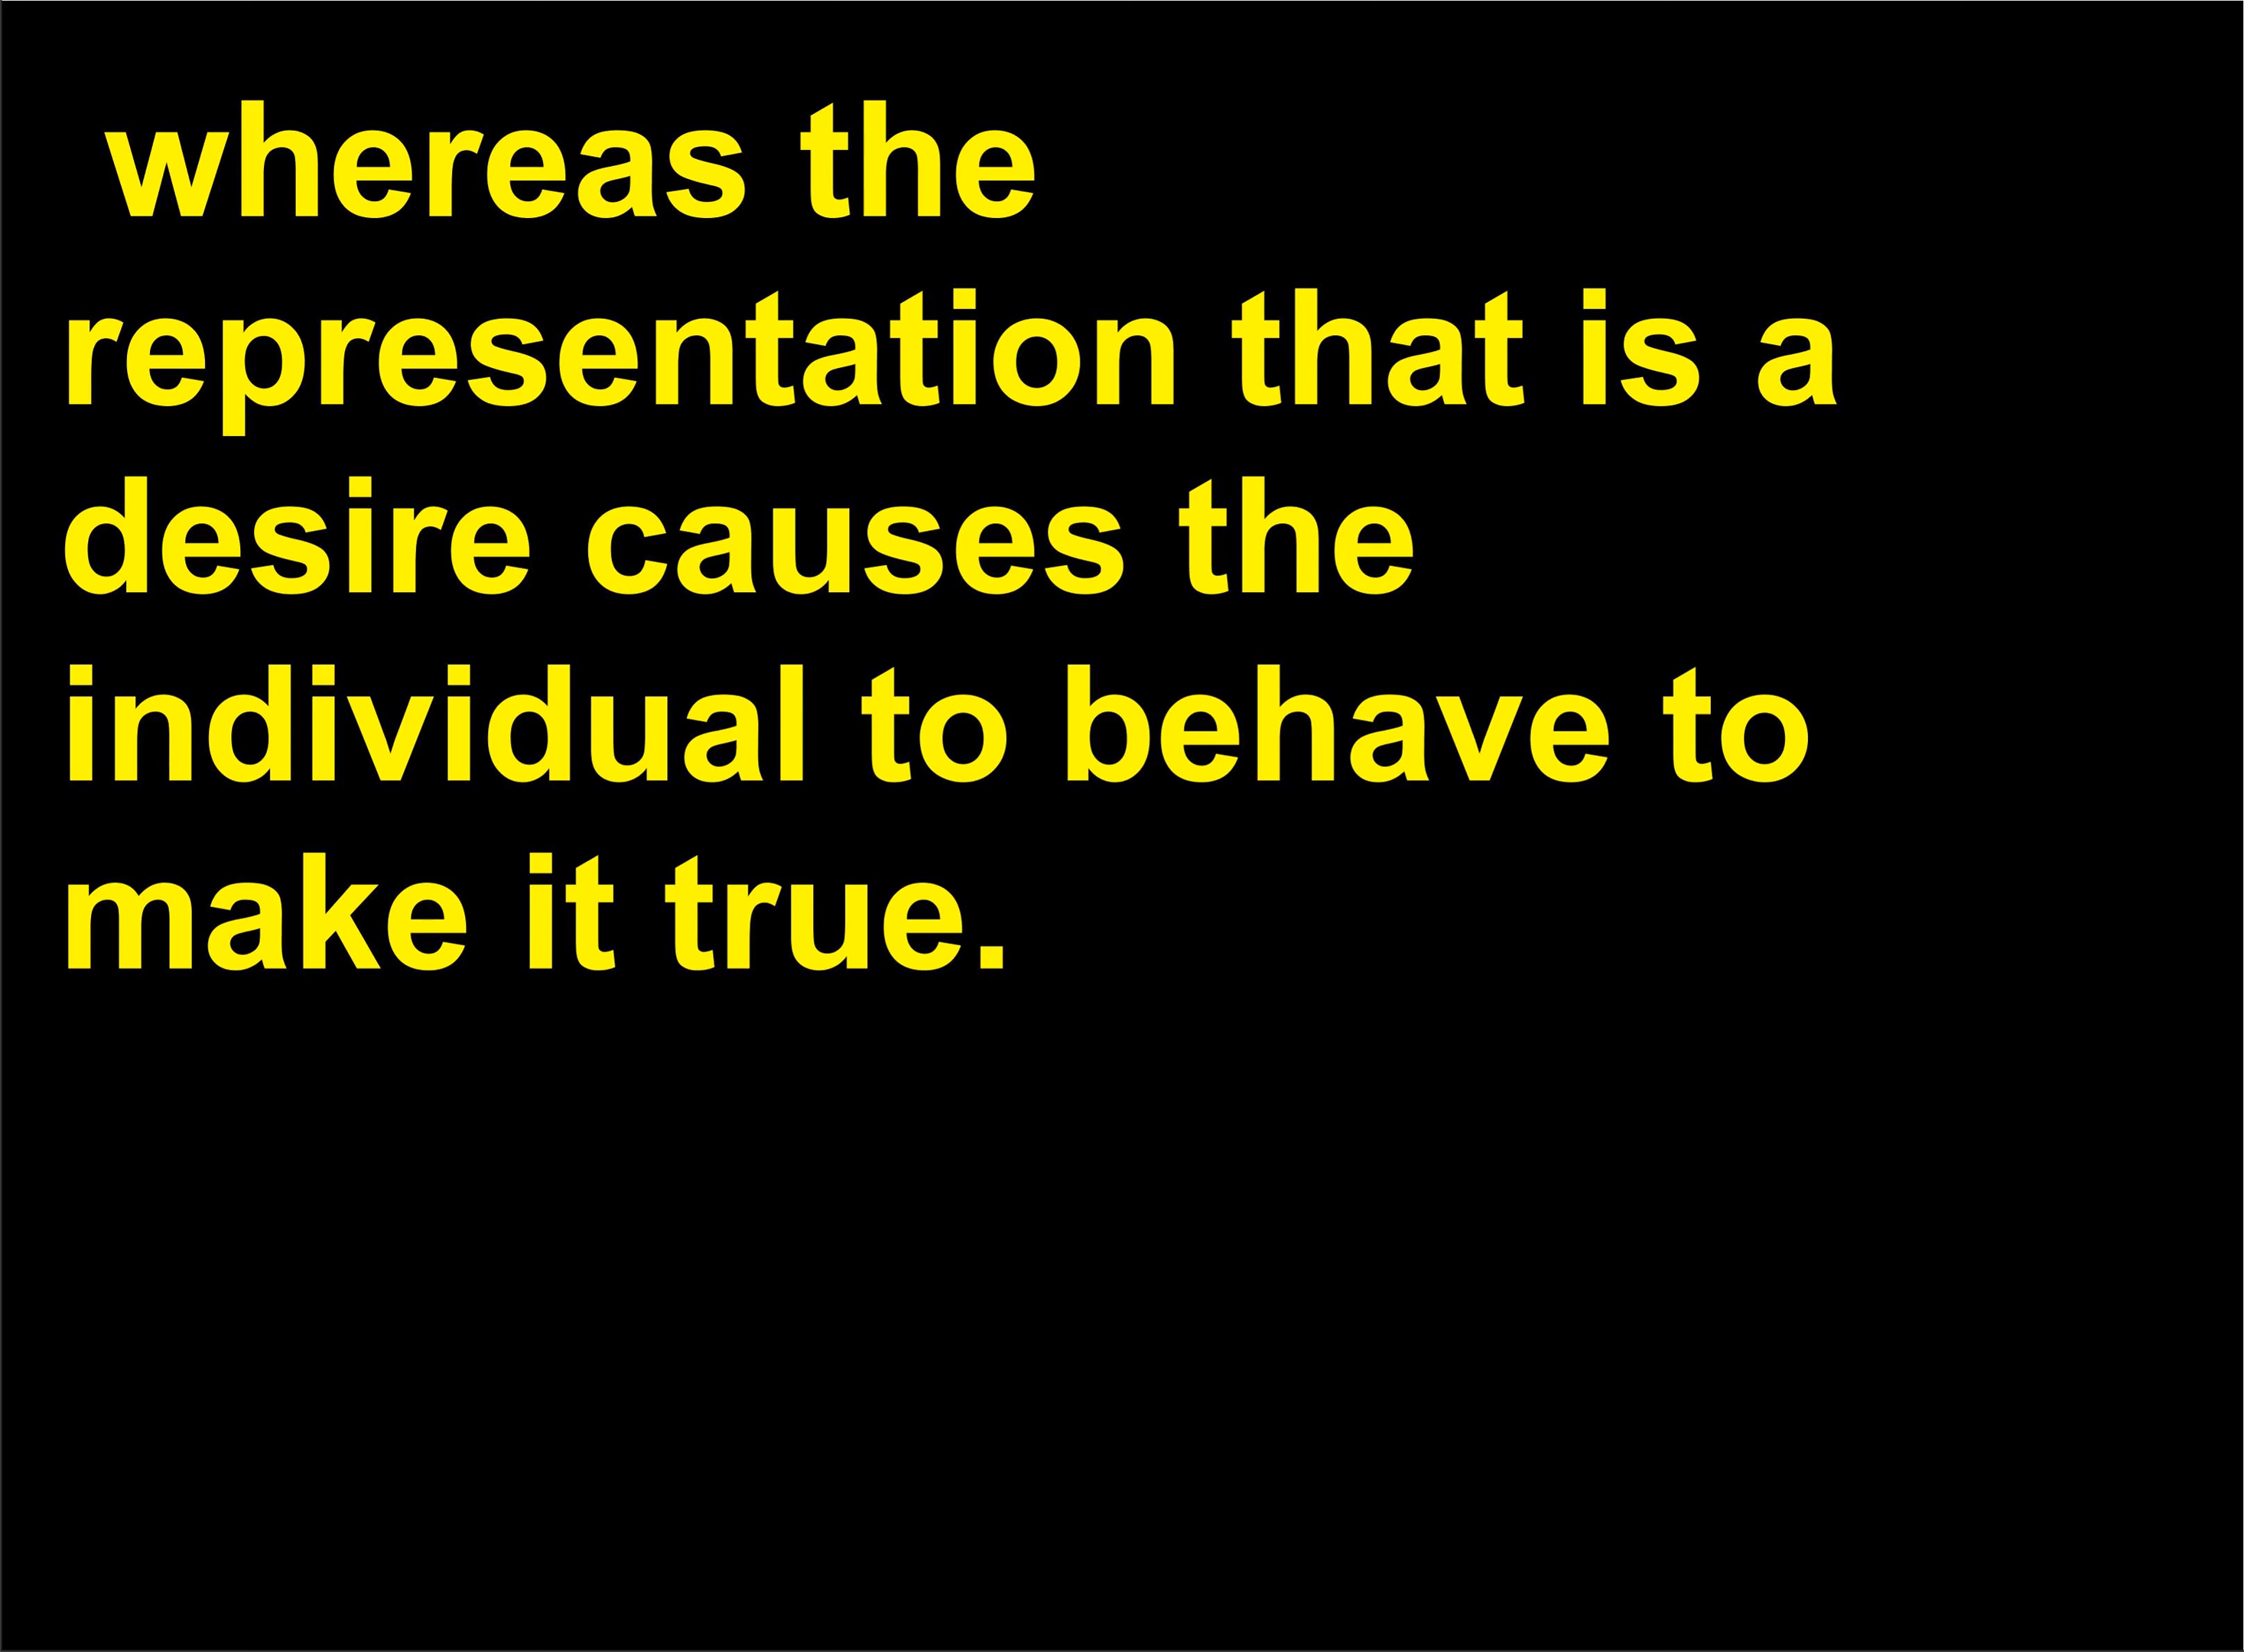 whereas the
representation that is a
desire causes the
individual to behave to
make it true.